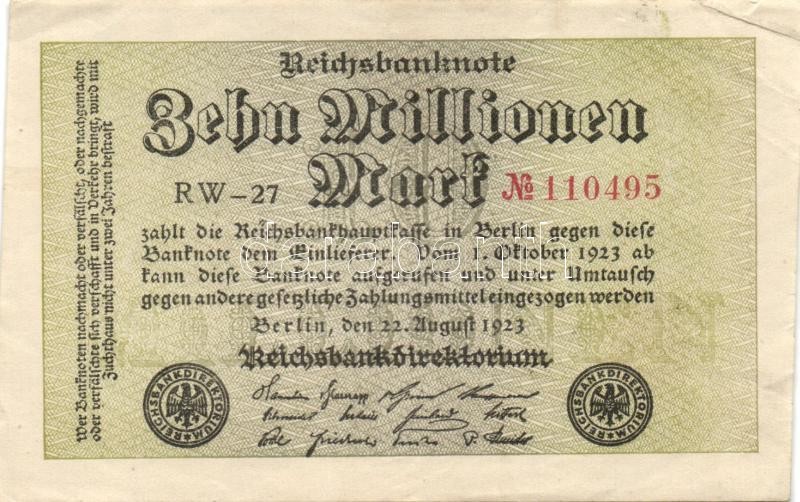 Reichsbanknote
Zehn Millionen
Mark
RW-27
№ 110495
zahlt die Reichsbankhauptkasse in Berlin gegen diese
Banknote dem Einlieferer. Vom 1. Oktober 1923 ab
kann diese Banknote aufgerufen und unter Umtausch
gegen andere gesetzliche Zahlungsmittel eingezogen werden
Berlin, den 22. August 1923
Reichsbankdirektorium
REICHSBANKDIREKTORIUM
REICHSBANKDIREKTORIUM
Wer Banknoten nachmacht oder verfälscht, oder nachgemachte
oder verfälschte sich verschafft und in Verkehr bringt, wird mit
Zuchthaus nicht unter zwei Jahren bestraft